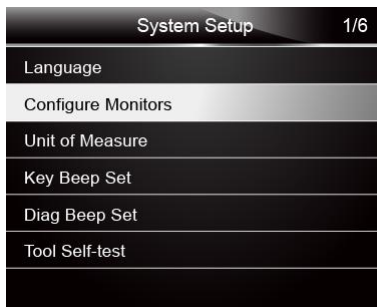 System Setup 1/6
Language
Configure Monitors
Unit of Measure
Key Beep Set
Diag Beep Set
Tool Self-test